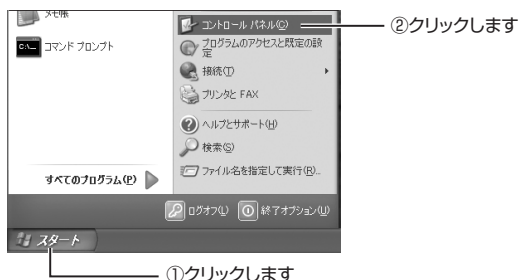 メモ帳
コマンド プロンプト
すべてのプログラム(P)
コントロール パネル(C)
プログラムのアクセスと既定の設
定
接続(T)
プリンタと FAX
ヘルプとサポート(H)
検索(S)
ファイル名を指定して実行(R)...
ログオフ(L)
終了オプション(U)
スタート
②クリックします
①クリックします